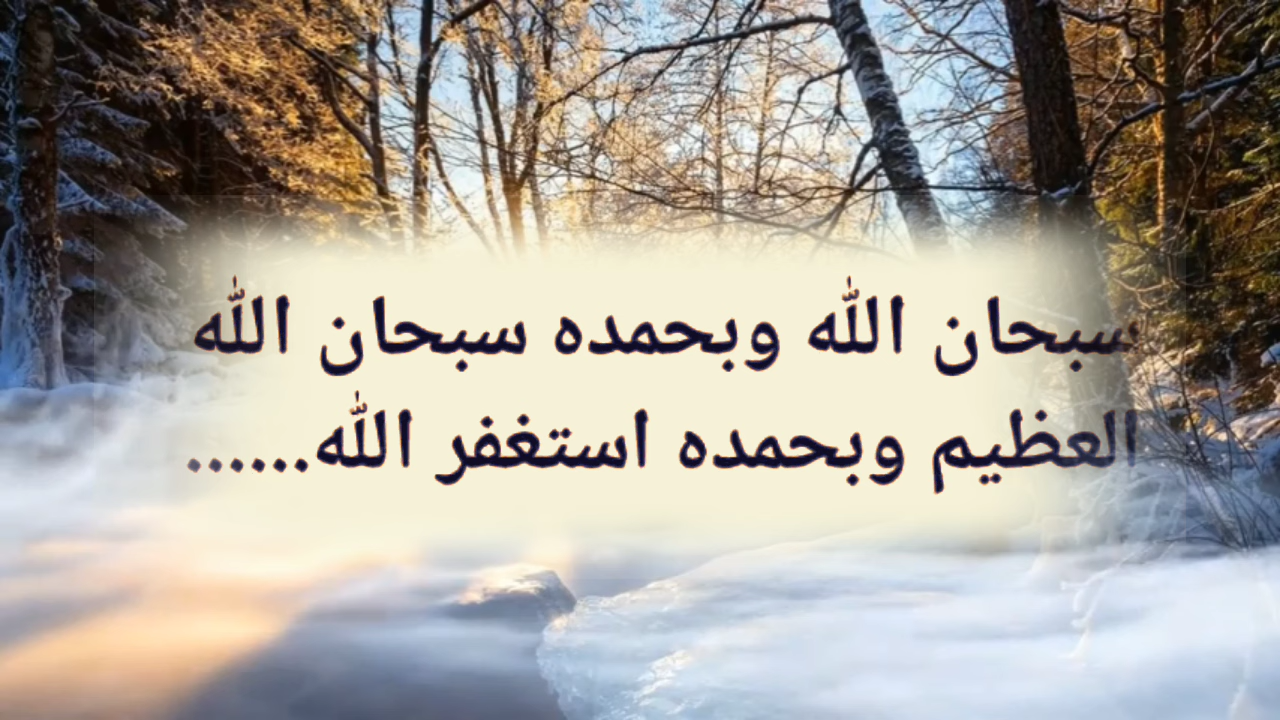 سبحان الله وبحمده سبحان الله
العظيم وبحمده استغفر الله......